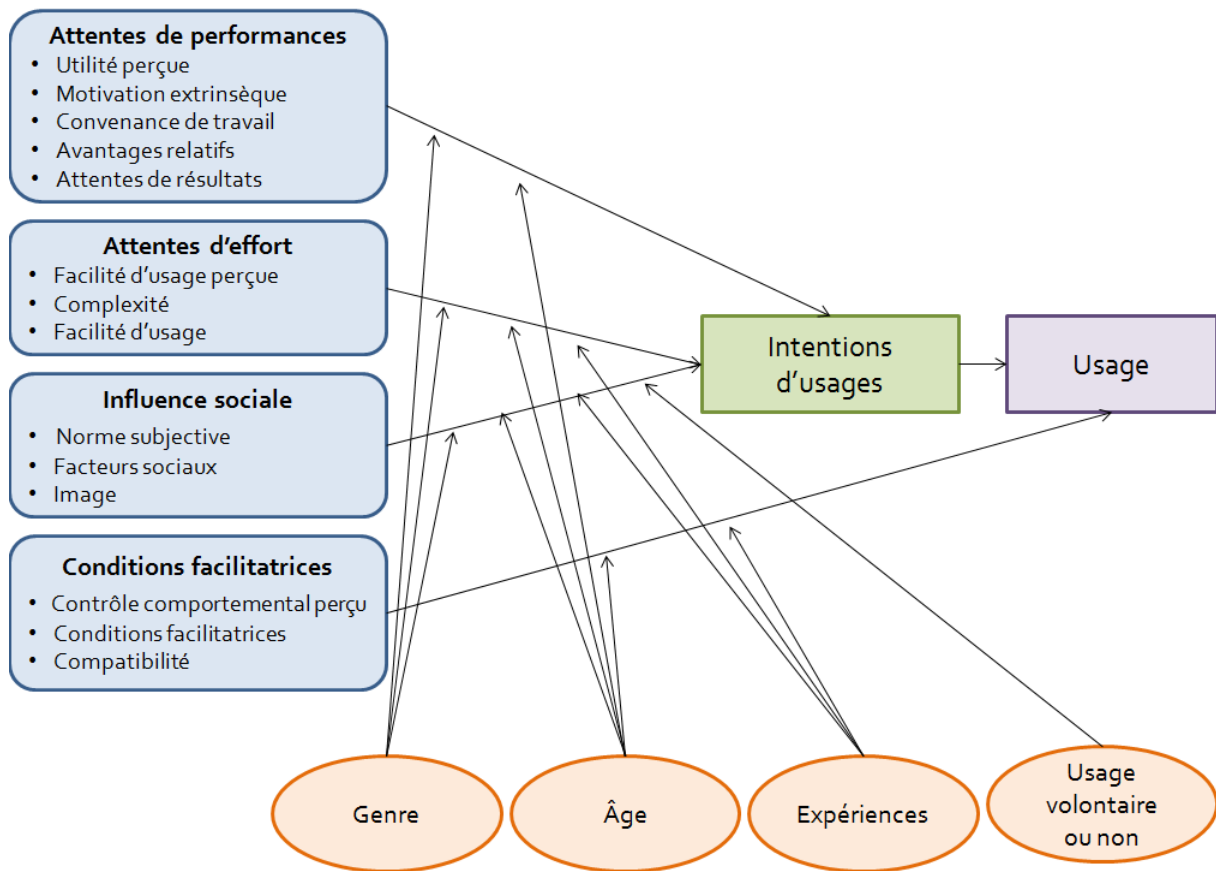 Attentes de performances
• Utilité perçue
• Motivation extrinsèque
• Convenance de travail
• Avantages relatifs
• Attentes de résultats
Attentes d'effort
• Facilité d'usage perçue
• Complexité
• Facilité d'usage
Influence sociale
• Norme subjective
• Facteurs sociaux
• Image
Conditions facilitatrices
• Contrôle comportemental perçu
• Conditions facilitatrices
• Compatibilité
Intentions
d'usages
Usage
Genre
Âge
Expériences
Usage
volontaire
ou non